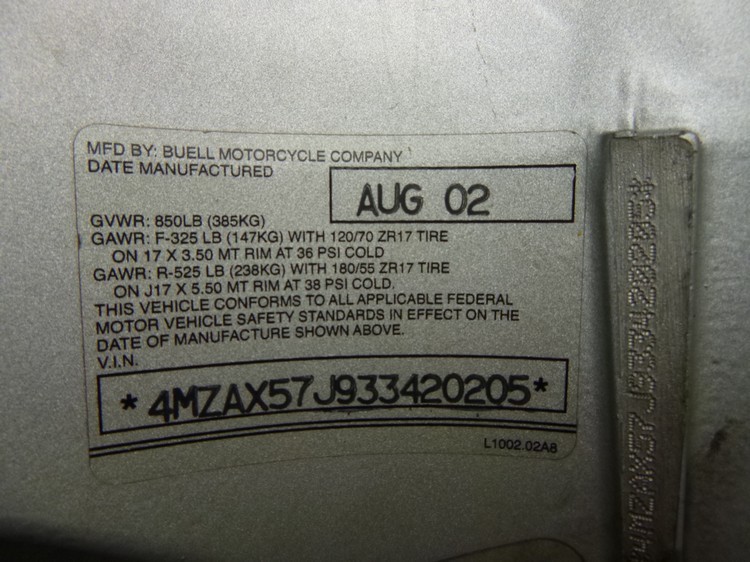 MFD BY: BUELL MOTORCYCLE COMPANY
DATE MANUFACTURED
AUG 02
GVWR: 850LB (385KG)
GAWR: F-325 LB (147KG) WITH 120/70 ZR17 TIRE
ON 17 X 3.50 MT RIM AT 36 PSI COLD
GAWR: R-525 LB (238KG) WITH 180/55 ZR17 TIRE
ON J17 X 5.50 MT RIM AT 38 PSI COLD.
THIS VEHICLE CONFORMS TO ALL APPLICABLE FEDERAL
MOTOR VEHICLE SAFETY STANDARDS IN EFFECT ON THE
DATE OF MANUFACTURE SHOWN ABOVE.
V.I.N.
*4MZAX57J933420205*
L1002.02A8
4MZAX57J933420205*